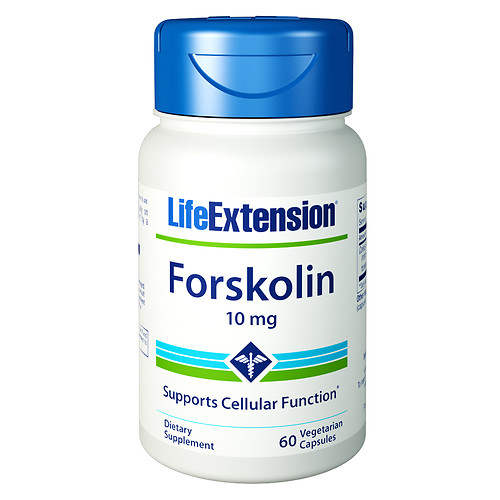 LifeExtension®
Forskolin
10 mg
Supports Cellular Function*
Dietary
Supplement
60 Vegetarian
Capsules